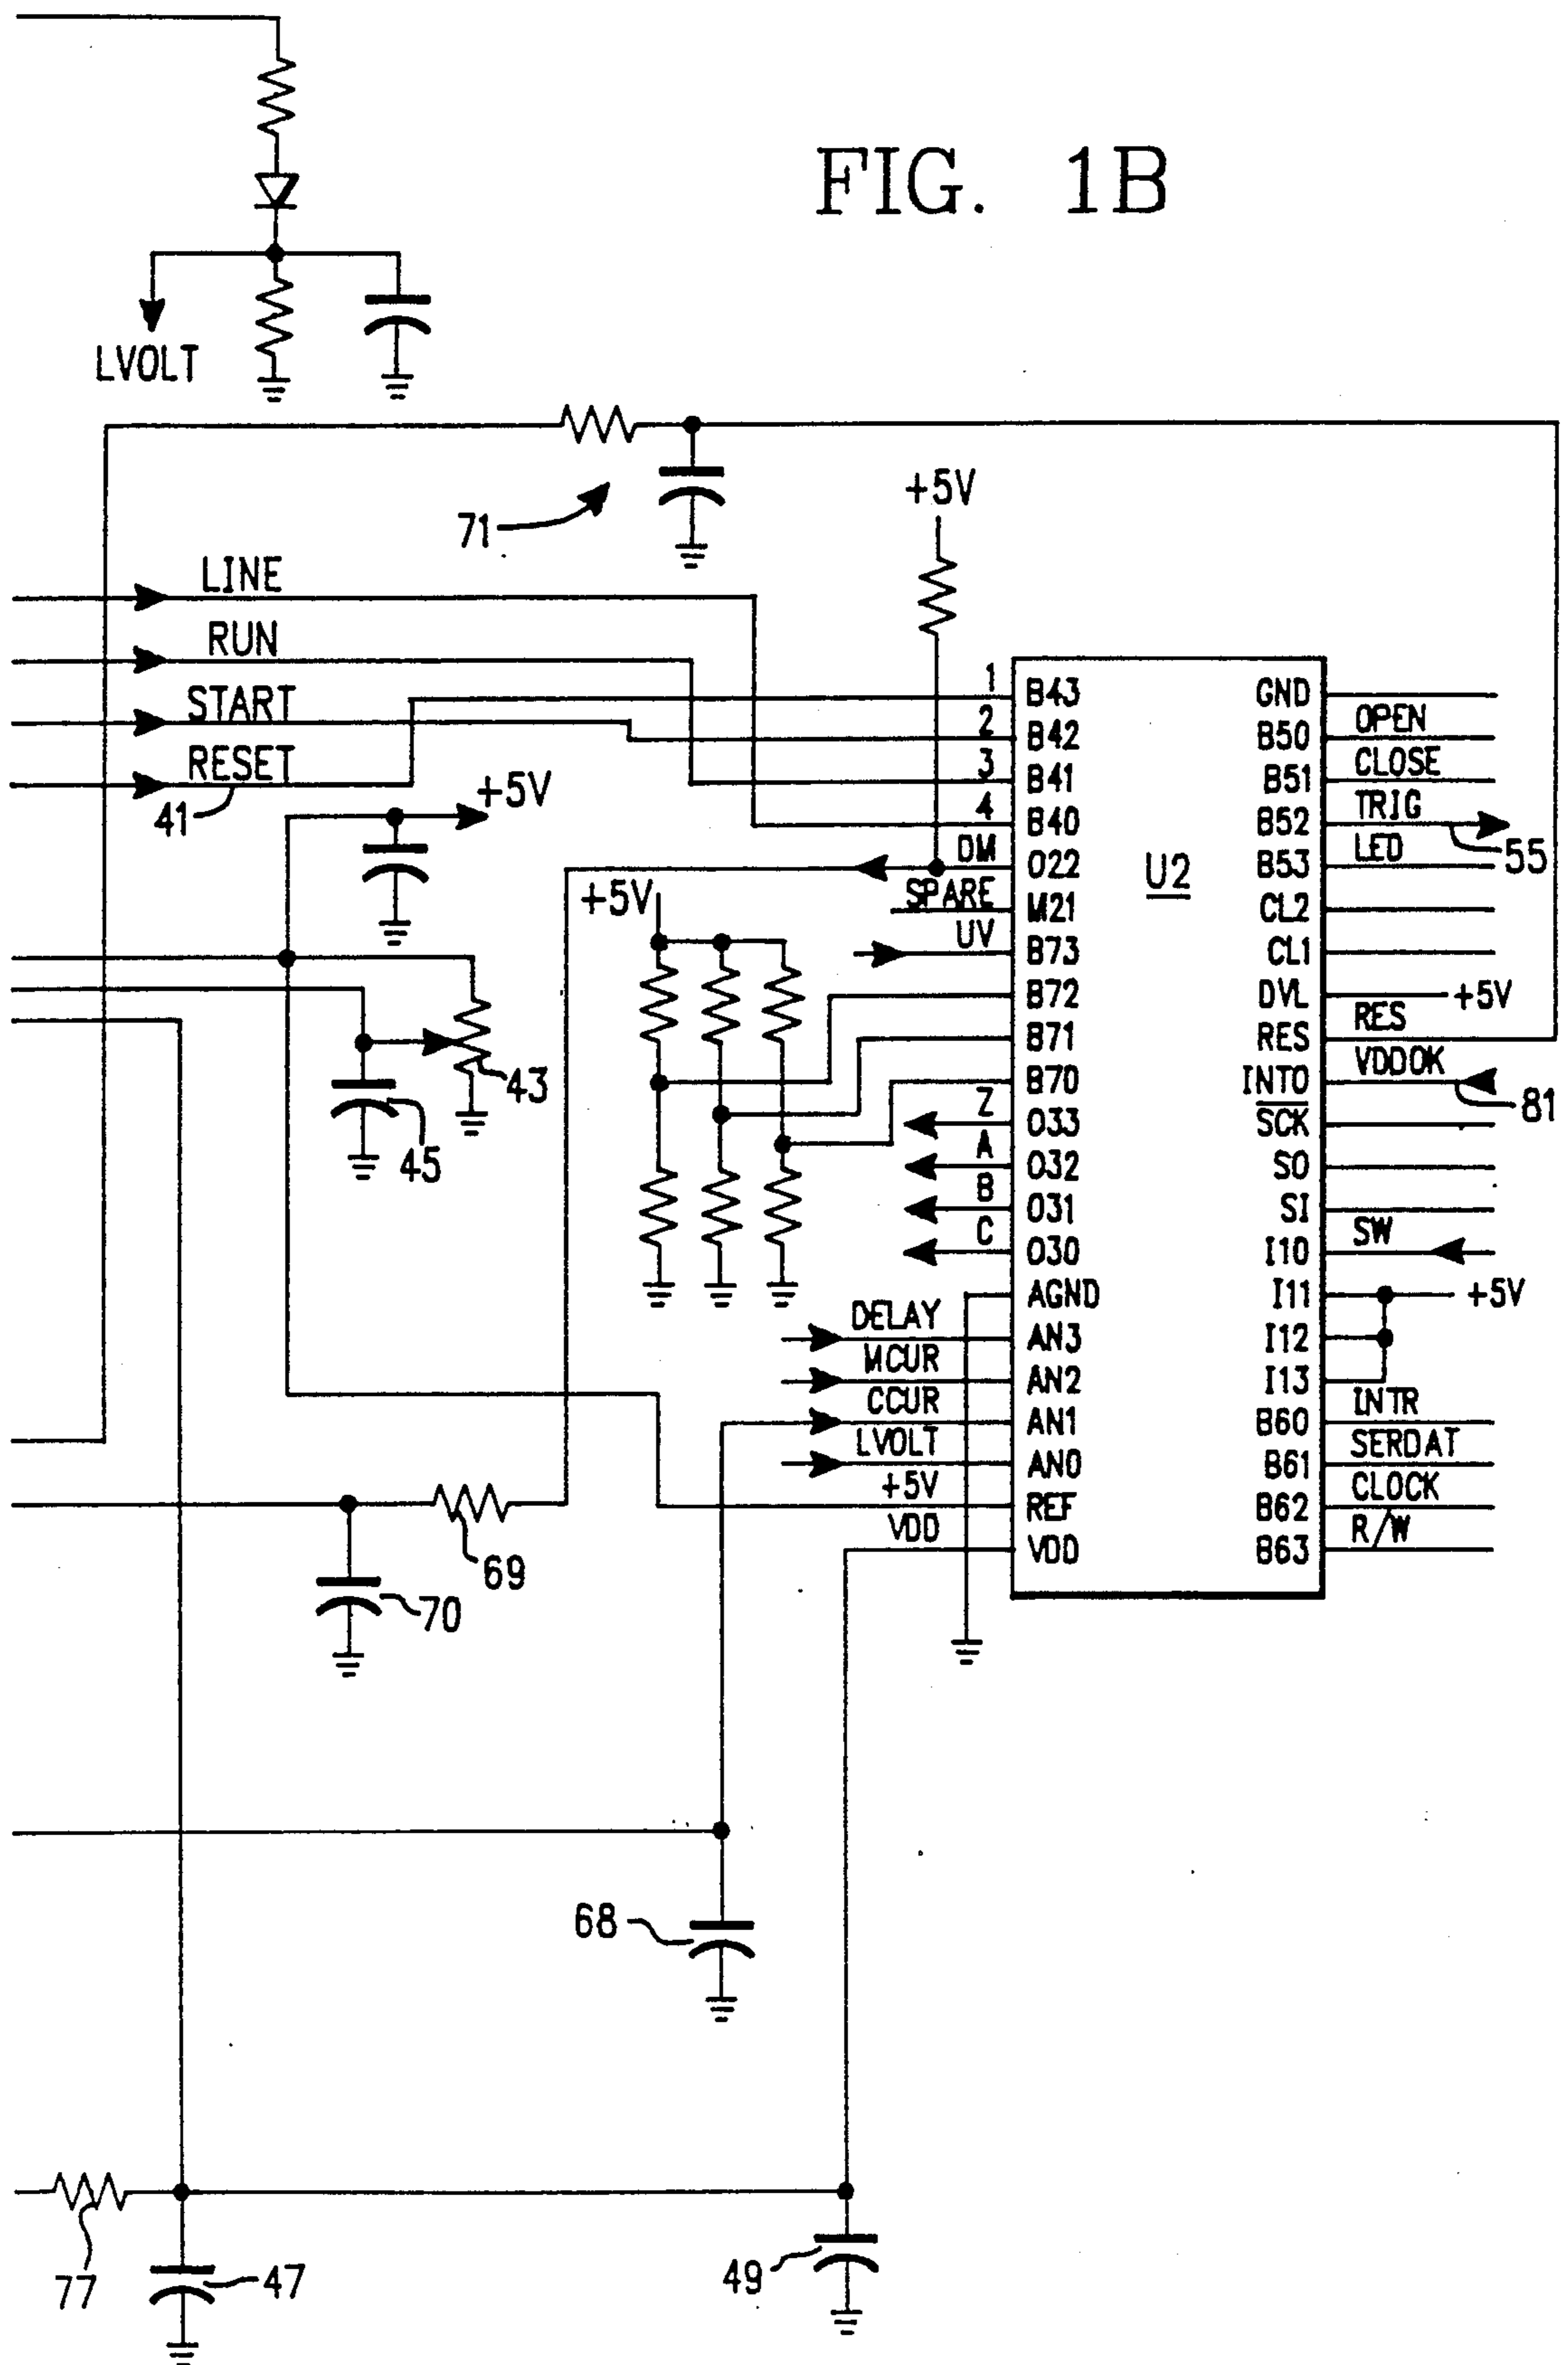 FIG. 1B
LVOLT
71
+5V
LINE
RUN
START
RESET
41
+5V
+5V
43
45
69
70
68
77
47
49
U2
1 B43
2 B42
3 B41
4 B40
DM O22
SPARE M21
UV B73
B72
B71
B70
Z O33
A O32
B O31
C O30
AGND
DELAY AN3
MCUR AN2
CCUR AN1
LVOLT AN0
+5V REF
VDD VDD
GND
B50 OPEN
B51 CLOSE
B52 TRIG
55
B53 LED
CL2
CL1
DVL +5V
RES RES
INT0 VDDOK
81
SCK
SO
SI
I10 SW
I11 +5V
I12
I13
B60 INTR
B61 SERDAT
B62 CLOCK
B63 R/W